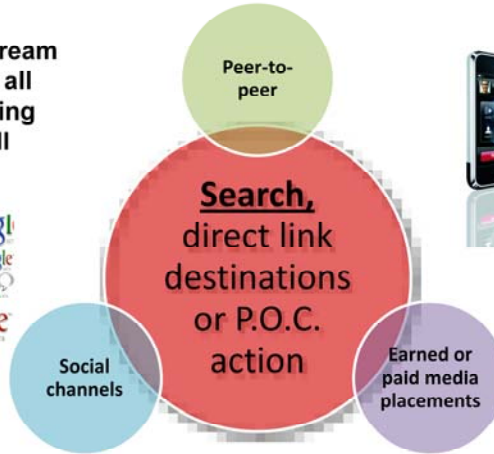 ream
all
ing
ll
Peer-to-
peer
Search,
direct link
destinations
or P.O.C.
action
Social
channels
Earned or
paid media
placements